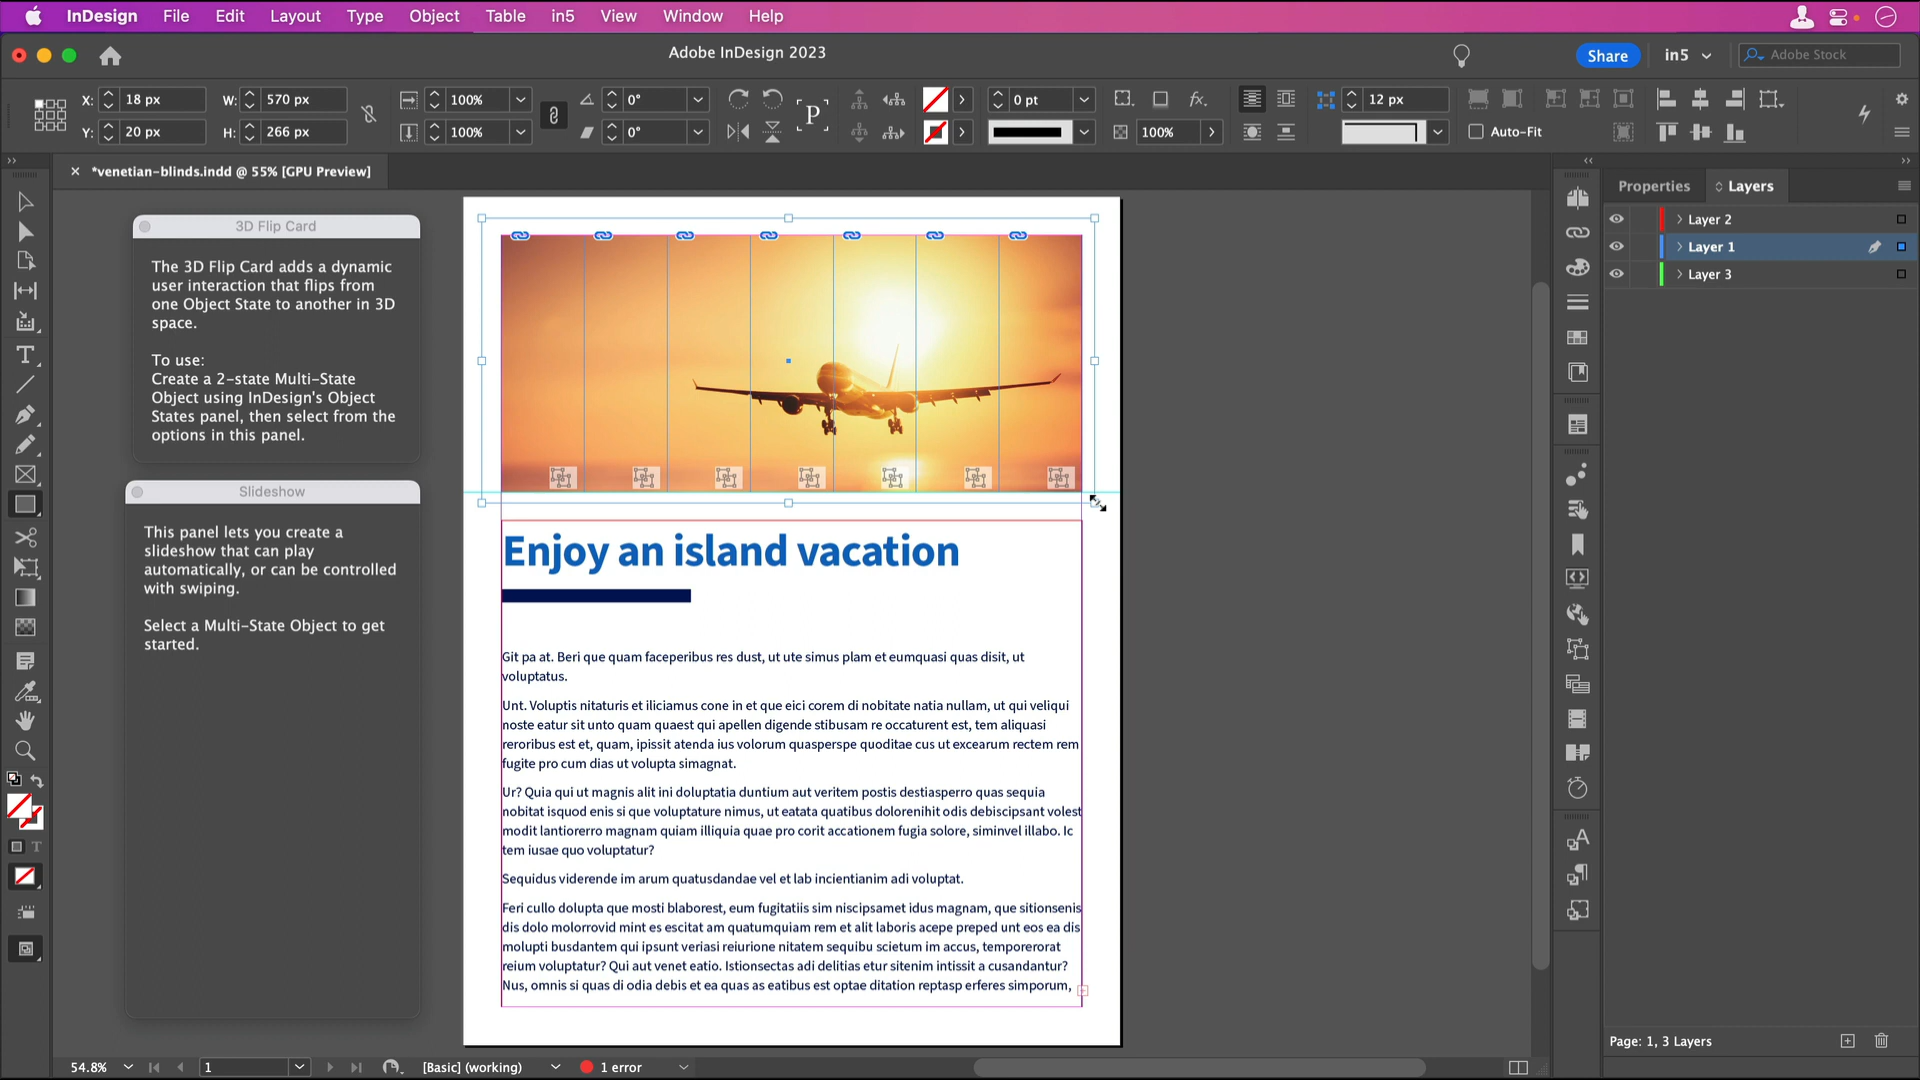 InDesign File Edit Layout Type Object Table in5 View Window Help
Adobe InDesign 2023
Share
in5
Adobe Stock
X: 18 px
W: 570 px
100%
0°
0 pt
12 px
Y: 20 px
H: 266 px
100%
0°
100%
Auto-Fit
*venetian-blinds.indd @ 55% [GPU Preview]
3D Flip Card
The 3D Flip Card adds a dynamic
user interaction that flips from
one Object State to another in 3D
space.
To use:
Create a 2-state Multi-State
Object using InDesign's Object
States panel, then select from the
options in this panel.
Slideshow
This panel lets you create a
slideshow that can play
automatically, or can be controlled
with swiping.
Select a Multi-State Object to get
started.
Enjoy an island vacation
Git pa at. Beri que quam faceperibus res dust, ut ute simus plam et eumquasi quas disit, ut
voluptatus.
Unt. Voluptis nitaturis et iliciamus cone in et que eici corem di nobitate natia nullam, ut qui veliqui
noste eatur sit unto quam quaest qui apellen digende stibusam re occaturent est, tem aliquasi
reroribus est et, quam, ipissit atenda ius volorum quasperspe quoditae cus ut excearum rectem rem
fugite pro cum dias ut volupta simagnat.
Ur? Quia qui ut magnis alit ini doluptatia duntium aut veritem postis destiasperro quas sequia
nobitat isquod enis si que voluptature nimus, ut eatata quatibus dolorenihit odis debiscipsant volest
modit lantiorerro magnam quiam illiquia quae pro corit accationem fugia solore, siminvel illabo. Ic
tem iusae quo voluptatur?
Sequidus viderende im arum quatusdandae vel et lab incientianim adi voluptat.
Feri cullo dolupta que mosti blaborest, eum fugitatiis sim niscipsamet idus magnam, que sitionsenis
dis dolo molorrovid mint es escitat am quatumquiam rem et alit laboris acepe preped unt eos ea dis
molupti busdantem qui ipsunt veriasi reiurione nitatem sequibu scietum im accus, temporerorat
reium voluptatur? Qui aut venet eatio. Istionsectas adi delitias etur sitenim intissit a cusandantur?
Nus, omnis si quas di odia debis et ea quas as eatibus est optae ditation reptasp erferes simporum,
Properties
Layers
Layer 2
Layer 1
Layer 3
Page: 1, 3 Layers
54.8%
1
[Basic] (working)
1 error